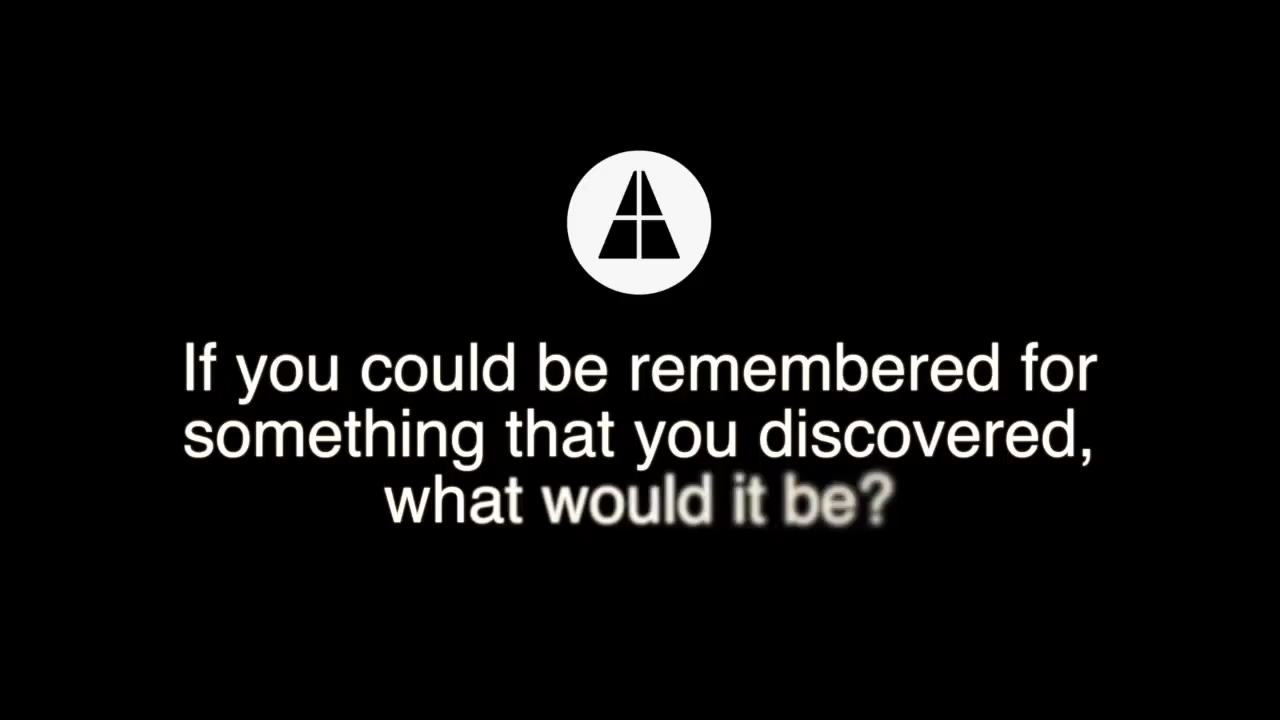 If you could be remembered for
something that you discovered,
what would it be?